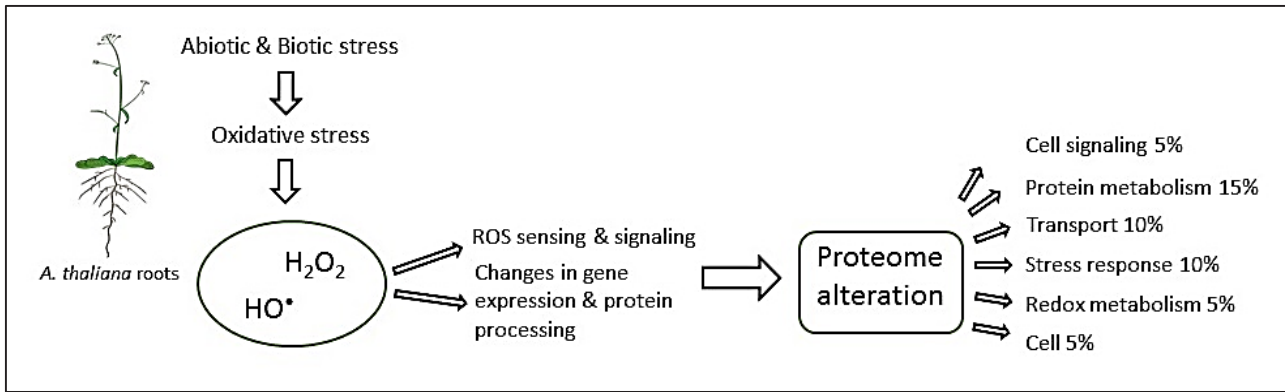 Abiotic & Biotic stress
Oxidative stress
A. thaliana roots
H₂O₂
HO•
ROS sensing & signaling
Changes in gene
expression & protein
processing
Proteome
alteration
Cell signaling 5%
Protein metabolism 15%
Transport 10%
Stress response 10%
Redox metabolism 5%
Cell 5%